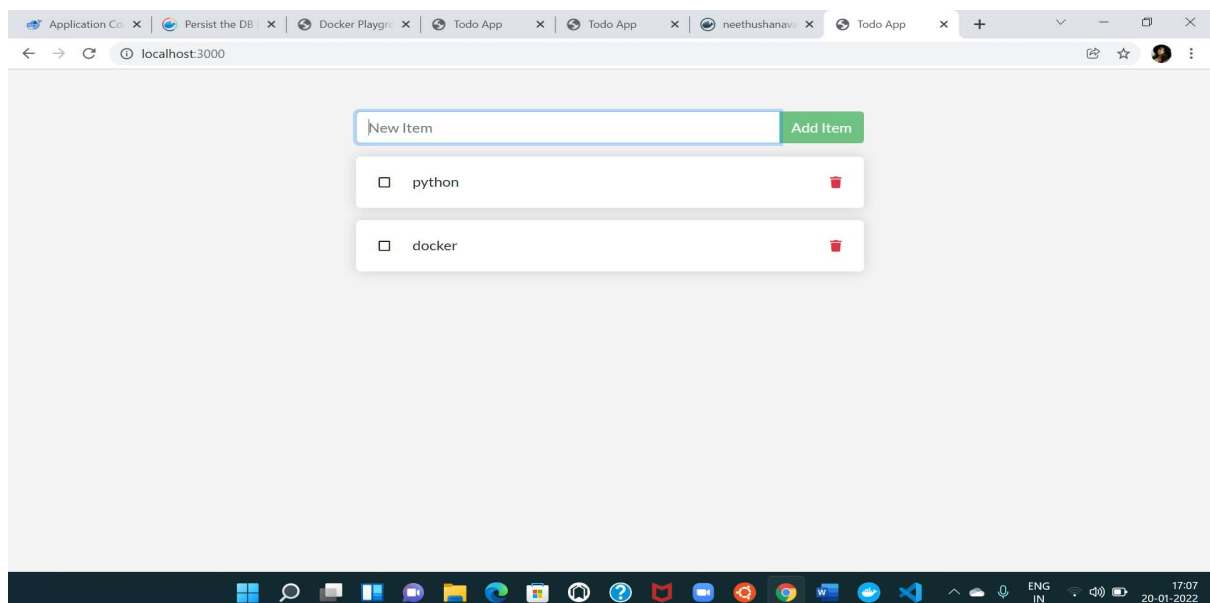 Application Co
Persist the DB
Docker Playgro
Todo App
Todo App
neethushanava
Todo App
localhost:3000
New Item
Add Item
python
docker
ENG
IN
17:07
20-01-2022